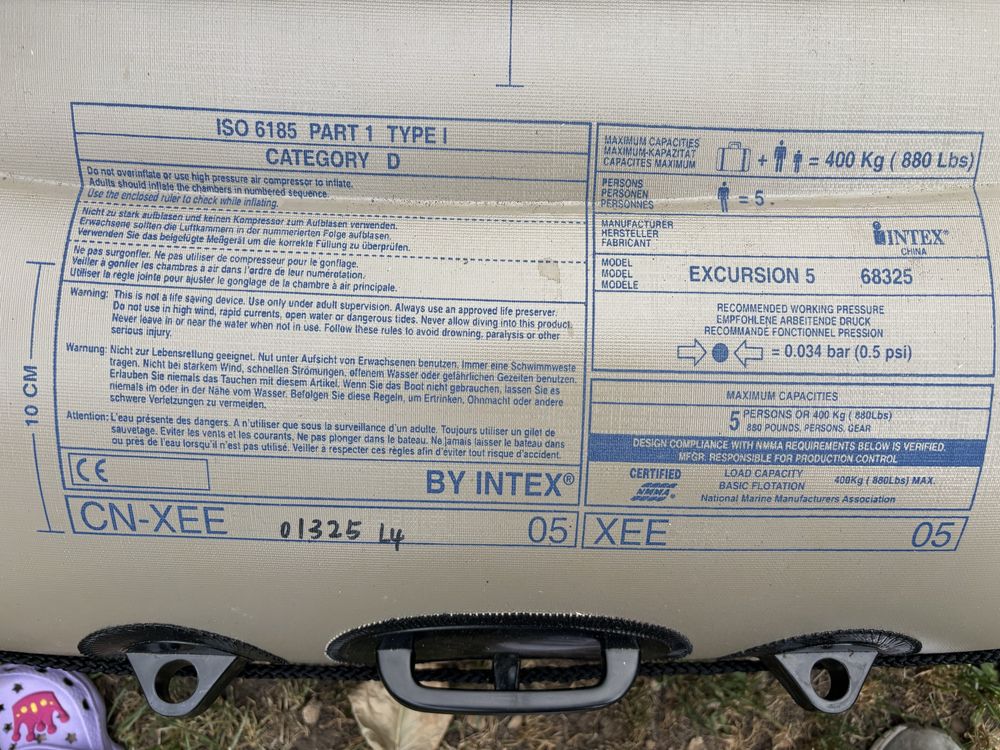 ISO 6185 PART 1 TYPE I
CATEGORY D
Do not overinflate or use high pressure air compressor to inflate.
Adults should inflate the chambers in numbered sequence.
Use the enclosed ruler to check while inflating.
Nicht zu stark aufblasen und keinen Kompressor zum Aufblasen verwenden.
Erwachsene sollten die Luftkammern in der nummerierten Folge aufblasen.
Verwenden Sie das beigefügte Meßgerät um die korrekte Füllung zu überprüfen.
Ne pas surgonfler. Ne pas utiliser de compresseur pour le gonflage.
Veiller à gonfler les chambres à air dans l'ordre de leur numérotation.
Utiliser la règle jointe pour ajuster le gonglage de la chambre à air principale.
Warning: This is not a life saving device. Use only under adult supervision. Always use an approved life preserver.
Do not use in high wind, rapid currents, open water or dangerous tides. Never allow diving into this product.
Never leave in or near the water when not in use. Follow these rules to avoid drowning, paralysis or other
serious injury.
Warnung: Nicht zur Lebensrellung geeignet. Nut unter Aufsicht von Erwachsenen benutzen. Immer eine Schwimmweste
tragen. Nicht bei starkem Wind, schnellen Strömungen, offenem Wasser oder gefährlichen Gezeiten benutzen.
Erlauben Sie niemals das Tauchen mit diesem Artikel. Wenn Sie das Boot nicht gebrauchen, lassen Sie es
niemals im oder in der Nähe vom Wasser. Befolgen Sie diese Regeln, um Ertrinken, Ohnmacht oder andere
schwere Verletzungen zu vermeiden.
Attention: L'eau présente des dangers. A n'utiliser que sous la surveillance d'un adulte. Toujours utiliser un gilet de
sauvetage. Eviter les vents et les courants. Ne pas plonger dans le bateau. Ne jamais laisser le bateau dans
ou près de l'eau lorsqu'il n'est pas utilisé. Veiller à respecter ces règles afin d'éviter tout risque d'accident.
CE
BY INTEX®
CN-XEE 01325 L4 05
10 CM
MAXIMUM CAPACITIES
MAXIMUM-KAPAZITÄT
CAPACITES MAXIMUM
+ = 400 Kg ( 880 Lbs)
PERSONS
PERSONEN
PERSONNES
= 5
MANUFACTURER
HERSTELLER
FABRICANT
INTEX®
CHINA
MODEL
MODEL
MODELE
EXCURSION 5 68325
RECOMMENDED WORKING PRESSURE
EMPFOHLENE ARBEITENDE DRUCK
RECOMMANDE FONCTIONNEL PRESSION
= 0.034 bar (0.5 psi)
MAXIMUM CAPACITIES
5 PERSONS OR 400 Kg ( 880Lbs)
880 POUNDS, PERSONS, GEAR
DESIGN COMPLIANCE WITH NMMA REQUIREMENTS BELOW IS VERIFIED.
MFGR. RESPONSIBLE FOR PRODUCTION CONTROL
CERTIFIED
NMMA®
LOAD CAPACITY
BASIC FLOTATION
400Kg ( 880Lbs) MAX.
National Marine Manufacturers Association
XEE 05